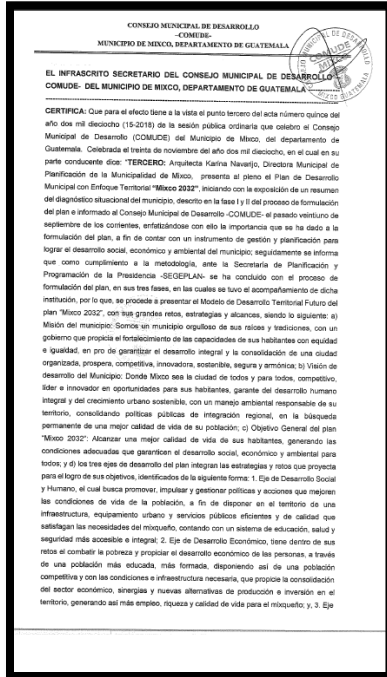 CONSEJO MUNICIPAL DE DESARROLLO
-COMUDE-
MUNICIPIO DE MIXCO, DEPARTAMENTO DE GUATEMALA
EL INFRASCRITO SECRETARIO DEL CONSEJO MUNICIPAL DE DESARROLLO
COMUDE- DEL MUNICIPIO DE MIXCO, DEPARTAMENTO DE GUATEMALA
CERTIFICA: Que para el efecto tiene a la vista el punto tercero del acta número quince del
año dos mil dieciocho (15-2018) de la sesión pública ordinaria que celebro el Consejo
Municipal de Desarrollo (COMUDE) del Municipio de Mixco, del departamento de
Guatemala. Celebrada el treinta de noviembre del año dos mil dieciocho, en el cual en su
parte conducente dice: "TERCERO: Arquitecta Karina Navarijo, Directora Municipal de
Planificación de la Municipalidad de Mixco, presenta al pleno el Plan de Desarrollo
Municipal con Enfoque Territorial "Mixco 2032", iniciando con la exposición de un resumen
del diagnóstico situacional del municipio, descrito en la fase I y II del proceso de formulación
del plan e informado al Consejo Municipal de Desarrollo -COMUDE- el pasado veintiuno de
septiembre de los corrientes, enfatizándose con ello la importancia que se ha dado a la
formulación del plan, a fin de contar con un instrumento de gestión y planificación para
lograr el desarrollo social, económico y ambiental del municipio; seguidamente se informa
que como cumplimiento a la metodología, ante la Secretaria de Planificación y
Programación de la Presidencia -SEGEPLAN- se ha concluido con el proceso de
formulación del plan, en sus tres fases, en las cuales se tuvo el acompañamiento de dicha
institución, por lo que, se procede a presentar el Modelo de Desarrollo Territorial Futuro del
plan "Mixco 2032", con sus grandes retos, estrategias y alcances, siendo lo siguiente: a)
Misión del municipio: Somos un municipio orgulloso de sus raíces y tradiciones, con un
gobierno que propicia el fortalecimiento de las capacidades de sus habitantes con equidad
e igualdad, en pro de garantizar el desarrollo integral y la consolidación de una ciudad
organizada, prospera, competitiva, innovadora, sostenible, segura y armónica; b) Visión de
desarrollo del Municipio: Donde Mixco sea la ciudad de todos y para todos, competitivo,
líder e innovador en oportunidades para sus habitantes, garante del desarrollo humano
integral y del crecimiento urbano sostenible, con un manejo ambiental responsable de su
territorio, consolidando políticas públicas de integración regional, en la búsqueda
permanente de una mejor calidad de vida de su población; c) Objetivo General del plan
"Mixco 2032": Alcanzar una mejor calidad de vida de sus habitantes, generando las
condiciones adecuadas que garanticen el desarrollo social, económico y ambiental para
todos; y d) los tres ejes de desarrollo del plan integran las estrategias y retos que proyecta
para el logro de sus objetivos, identificados de la siguiente forma: 1. Eje de Desarrollo Social
y Humano, el cual busca promover, impulsar y gestionar políticas y acciones que mejoren
las condiciones de vida de la población, a fin de disponer en el territorio de una
infraestructura, equipamiento urbano y servicios públicos eficientes y de calidad que
satisfagan las necesidades del mixqueño, contando con un sistema de educación, salud y
seguridad más accesible e integral; 2. Eje de Desarrollo Económico, tiene dentro de sus
retos el combatir la pobreza y propiciar el desarrollo económico de las personas, a través
de una población más educada, más formada, disponiendo así de una población
competitiva y con las condiciones e infraestructura necesaria, que propicie la consolidación
del sector económico, sinergias y nuevas alternativas de producción e inversión en el
territorio, generando así más empleo, riqueza y calidad de vida para el mixqueño; y, 3. Eje